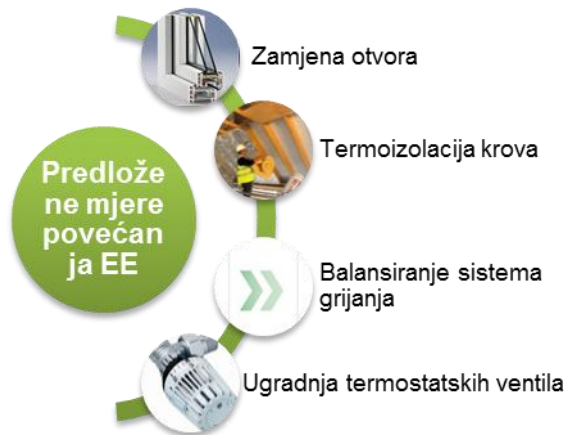 Zamjena otvora
Termoizolacija krova
Predlože
ne mjere
povećan
ja EE
Balansiranje sistema
grijanja
Ugradnja termostatskih ventila